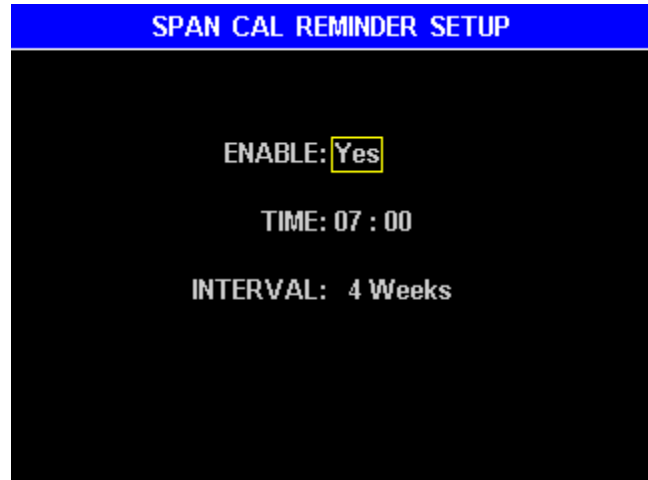 SPAN CAL REMINDER SETUP
ENABLE: Yes
TIME: 07 : 00
INTERVAL: 4 Weeks